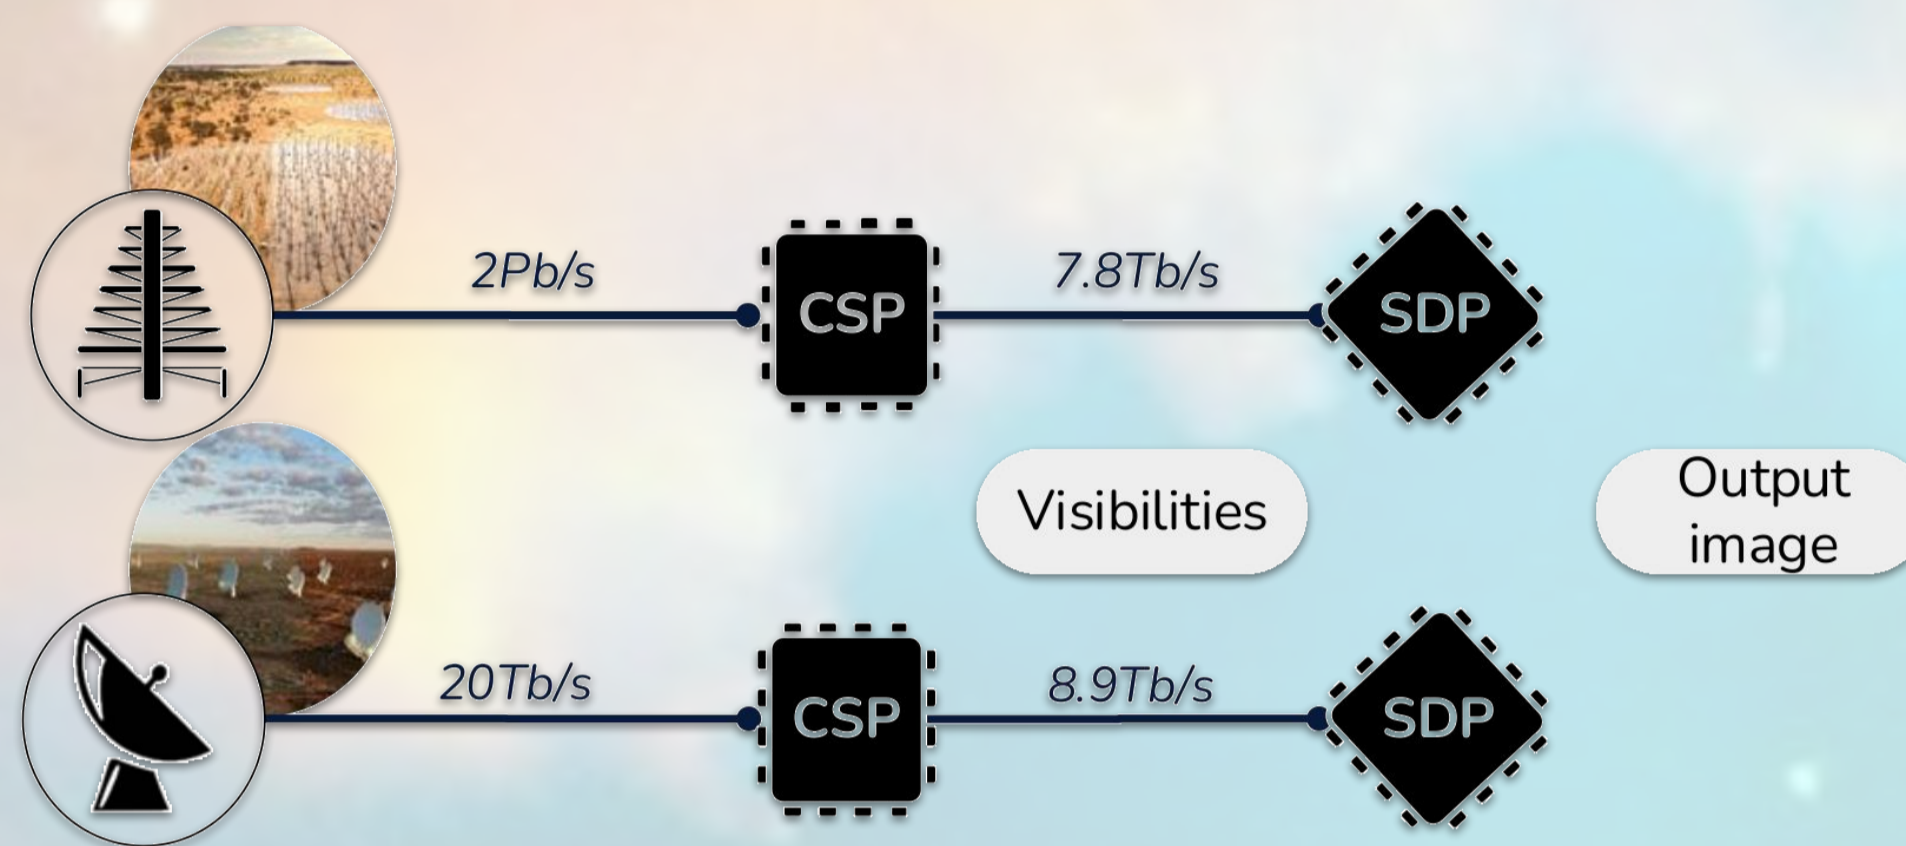 2Pb/s
CSP
7.8Tb/s
SDP
Visibilities
Output
image
20Tb/s
CSP
8.9Tb/s
SDP